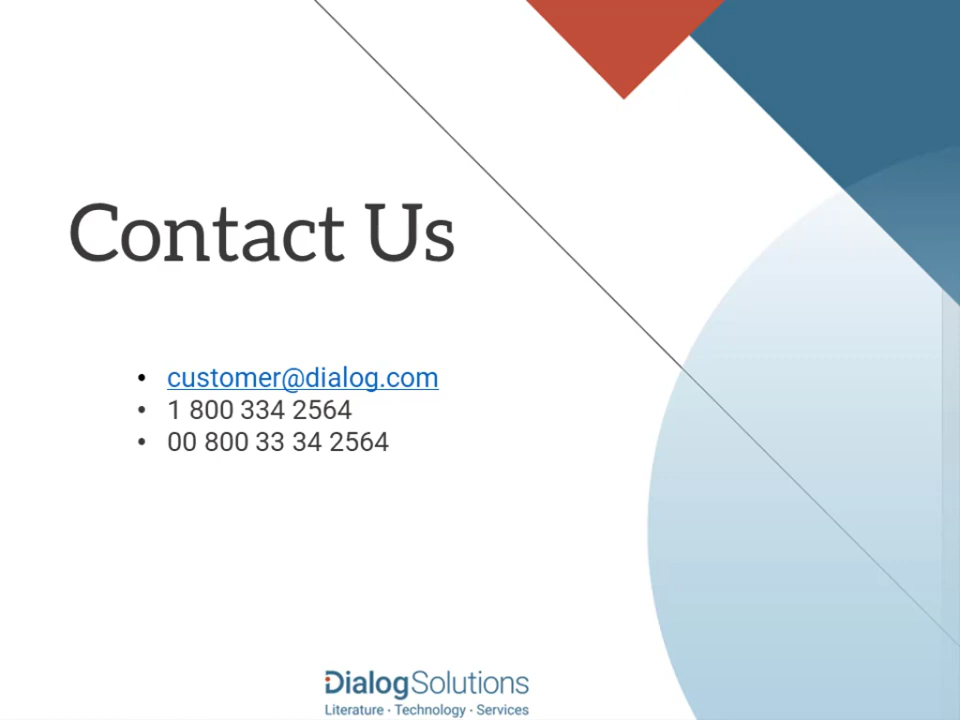 Contact Us
• customer@dialog.com
• 1 800 334 2564
• 00 800 33 34 2564
DialogSolutions
Literature · Technology · Services